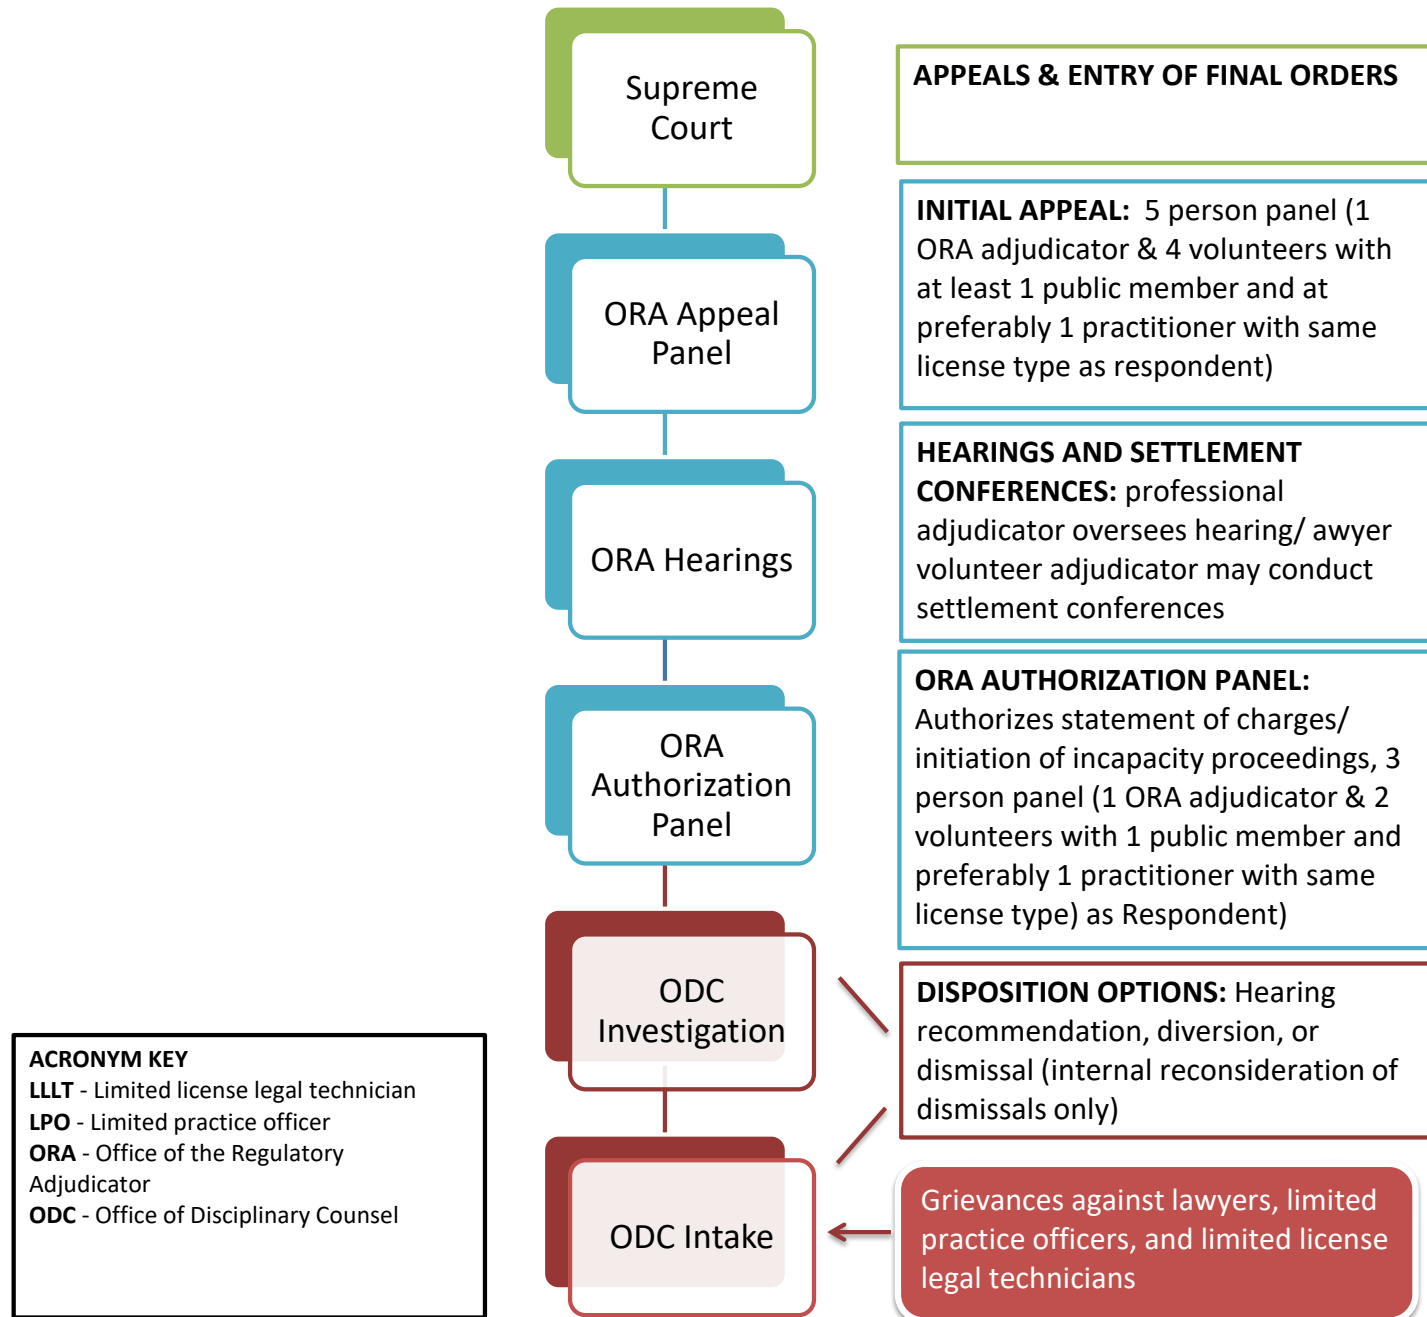 Supreme
Court
APPEALS & ENTRY OF FINAL ORDERS
ORA Appeal
Panel
INITIAL APPEAL: 5 person panel (1
ORA adjudicator & 4 volunteers with
at least 1 public member and at
preferably 1 practitioner with same
license type as respondent)
ORA Hearings
HEARINGS AND SETTLEMENT
CONFERENCES: professional
adjudicator oversees hearing/ awyer
volunteer adjudicator may conduct
settlement conferences
ORA
Authorization
Panel
ORA AUTHORIZATION PANEL:
Authorizes statement of charges/
initiation of incapacity proceedings, 3
person panel (1 ORA adjudicator & 2
volunteers with 1 public member and
preferably 1 practitioner with same
license type) as Respondent)
ODC
Investigation
DISPOSITION OPTIONS: Hearing
recommendation, diversion, or
dismissal (internal reconsideration of
dismissals only)
ODC Intake
Grievances against lawyers, limited
practice officers, and limited license
legal technicians
ACRONYM KEY
LLLT - Limited license legal technician
LPO - Limited practice officer
ORA - Office of the Regulatory
Adjudicator
ODC - Office of Disciplinary Counsel